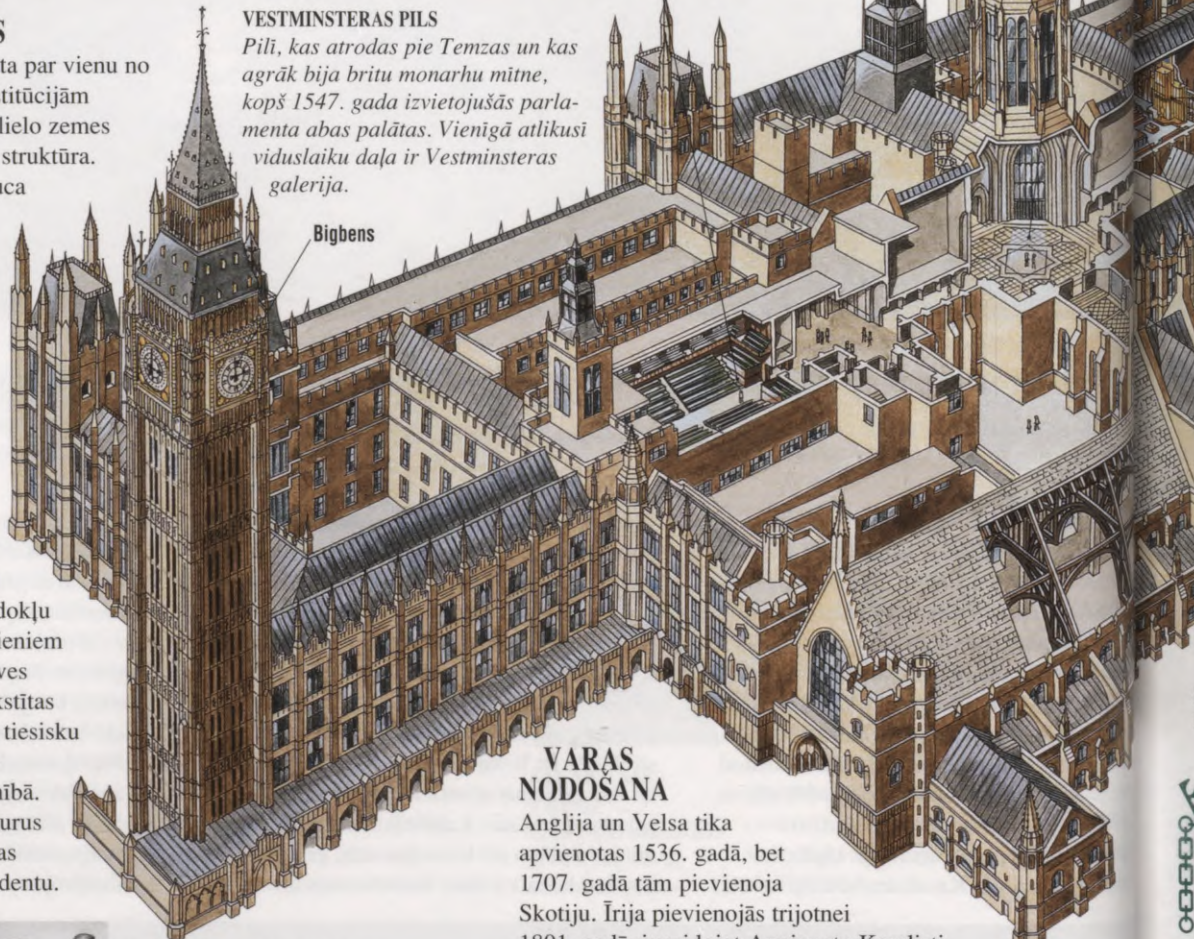 S
ta par vienu no
stitūcijām
lielo zemes
struktūra.
uca
VESTMINSTERAS PILS
Pilī, kas atrodas pie Temzas un kas
agrāk bija britu monarhu mītne,
kopš 1547. gada izvietojušās parla-
menta abas palātas. Vienīgā atlikusī
viduslaiku daļa ir Vestminsteras
galerija.
Bigbens
dokļu
ieniem
ves
kstītas
tiesisku
nībā.
urus
as
dentu.
VARAS
NODOŠANA
Anglija un Velsa tika
apvienotas 1536. gadā, bet
1707. gadā tām pievienoja
Skotiju. Īrija pievienojās trijotnei